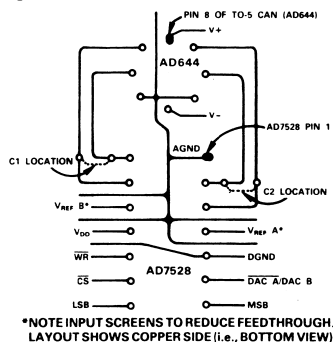 PIN 8 OF TO-5 CAN (AD644)
V+
AD644
V–
AD7528 PIN 1
AGND
C1 LOCATION
C2 LOCATION
VREF B*
VREF A*
VDD
DGND
WR
AD7528
CS
DAC A/DAC B
LSB
MSB
*NOTE INPUT SCREENS TO REDUCE FEEDTHROUGH.
LAYOUT SHOWS COPPER SIDE (i.e., BOTTOM VIEW)